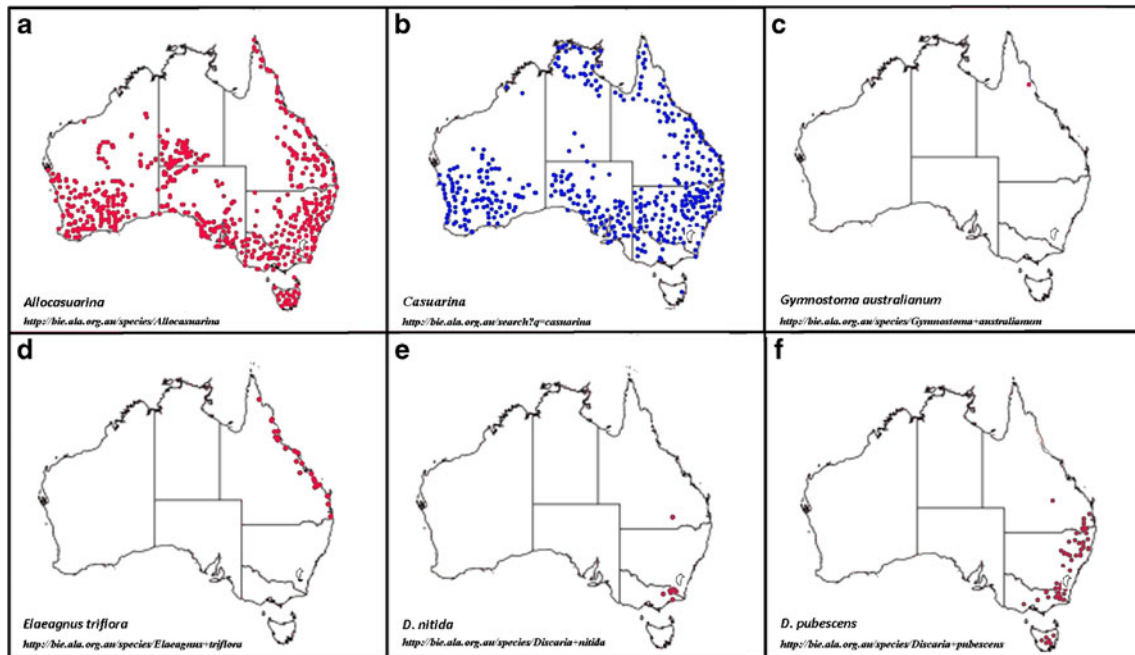 a
Allocasuarina
http://bie.ala.org.au/species/Allocasuarina
b
Casuarina
http://bie.ala.org.au/search?q=casuarina
c
Gymnostoma australianum
http://bie.ala.org.au/species/Gymnostoma+australianum
d
Elaeagnus triflora
http://bie.ala.org.au/species/Elaeagnus+triflora
e
D. nitida
http://bie.ala.org.au/species/Discaria+nitida
f
D. pubescens
http://bie.ala.org.au/species/Discaria+pubescens